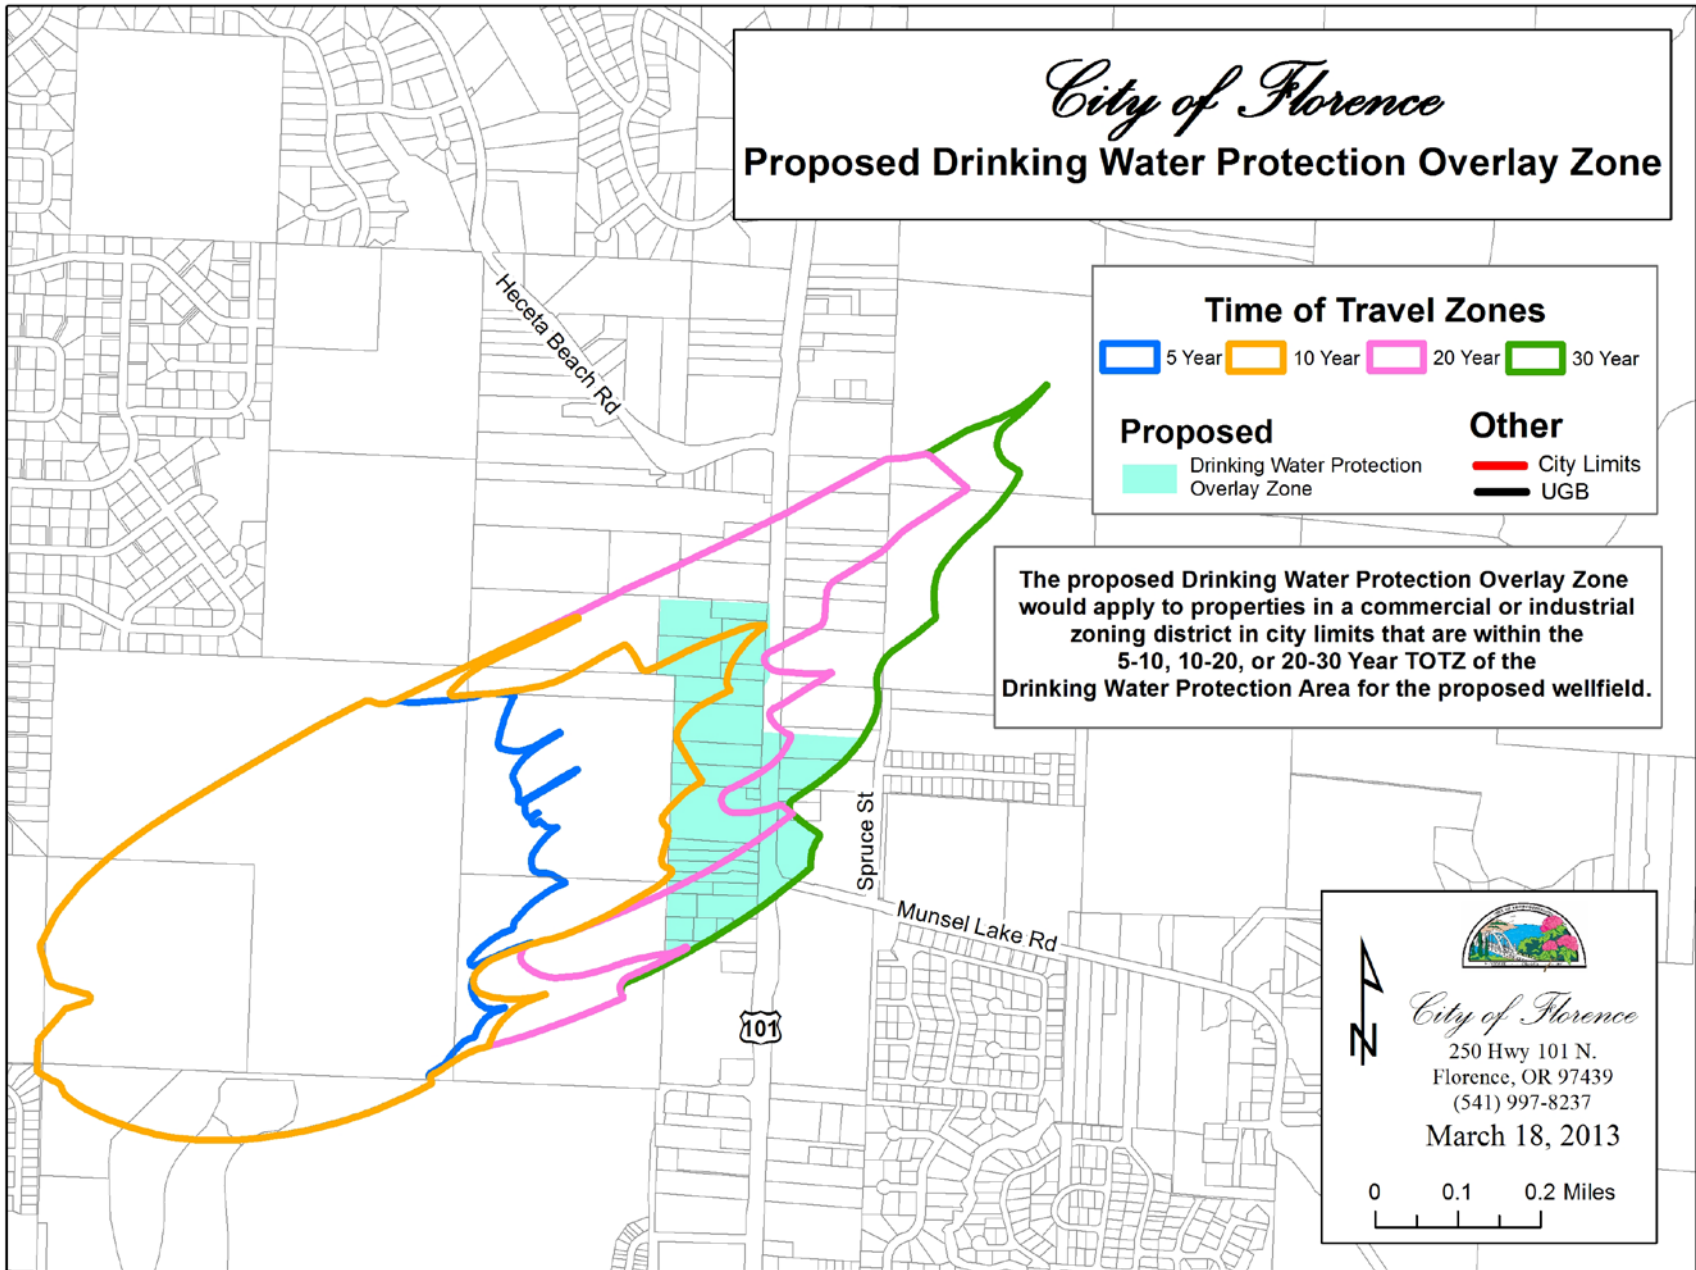 City of Florence
Proposed Drinking Water Protection Overlay Zone
Time of Travel Zones
5 Year
10 Year
20 Year
30 Year
Proposed
Drinking Water Protection
Overlay Zone
Other
City Limits
UGB
The proposed Drinking Water Protection Overlay Zone
would apply to properties in a commercial or industrial
zoning district in city limits that are within the
5-10, 10-20, or 20-30 Year TOTZ of the
Drinking Water Protection Area for the proposed wellfield.
Heceta Beach Rd
Spruce St
Munsel Lake Rd
101
N
City of Florence
250 Hwy 101 N.
Florence, OR 97439
(541) 997-8237
March 18, 2013
0 0.1 0.2 Miles